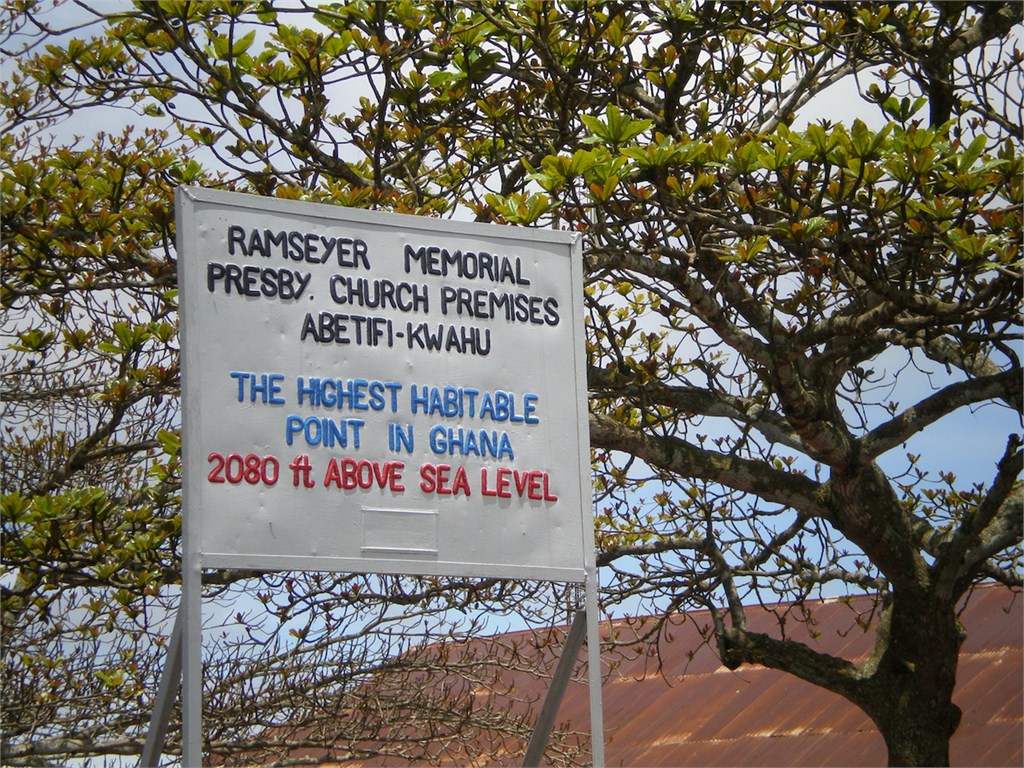 RAMSEYER MEMORIAL
PRESBY. CHURCH PREMISES
ABETIFI-KWAHU
THE HIGHEST HABITABLE
POINT IN GHANA
2080 ft ABOVE SEA LEVEL